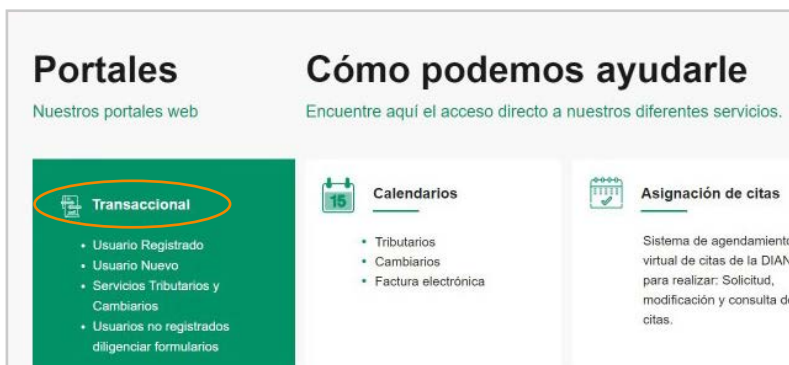 Portales
Nuestros portales web
Cómo podemos ayudarle
Encuentre aquí el acceso directo a nuestros diferentes servicios.
Transaccional
• Usuario Registrado
• Usuario Nuevo
• Servicios Tributarios y
Cambiarios
• Usuarios no registrados
diligenciar formularios
15
Calendarios
• Tributarios
• Cambiarios
• Factura electrónica
Asignación de citas
Sistema de agendamiento
virtual de citas de la DIAN
para realizar: Solicitud,
modificación y consulta de
citas.